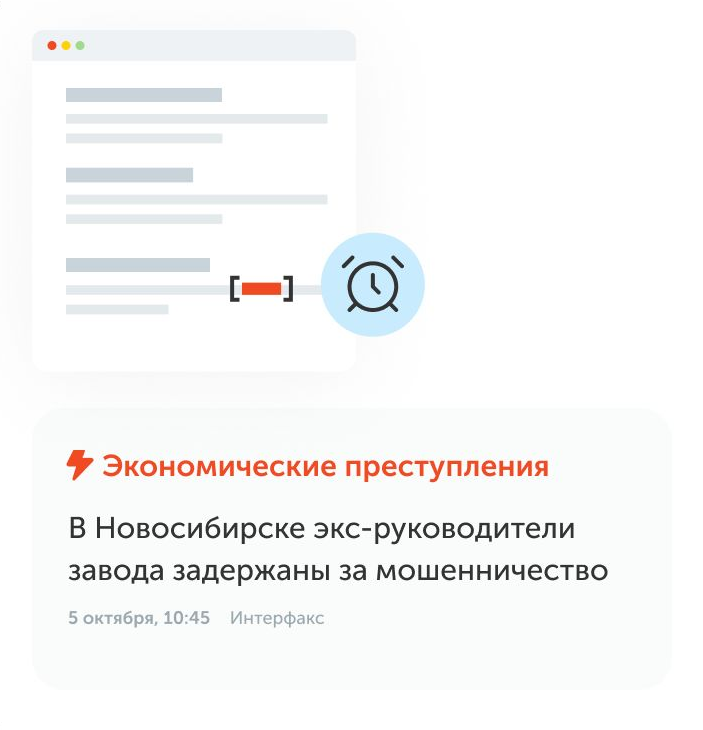 Экономические преступления
В Новосибирске экс-руководители
завода задержаны за мошенничество
5 октября, 10:45 Интерфакс